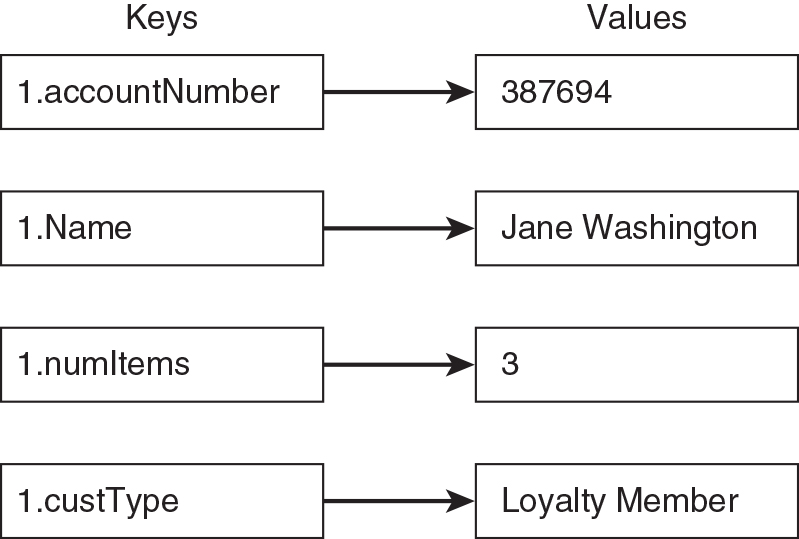 Keys Values
1.accountNumber 387694
1.Name Jane Washington
1.numItems 3
1.custType Loyalty Member